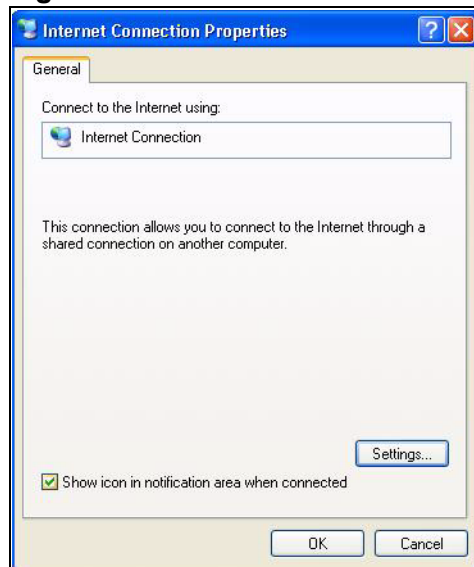 Internet Connection Properties
General
Connect to the Internet using:
Internet Connection
This connection allows you to connect to the Internet through a
shared connection on another computer.
Settings...
Show icon in notification area when connected
OK
Cancel